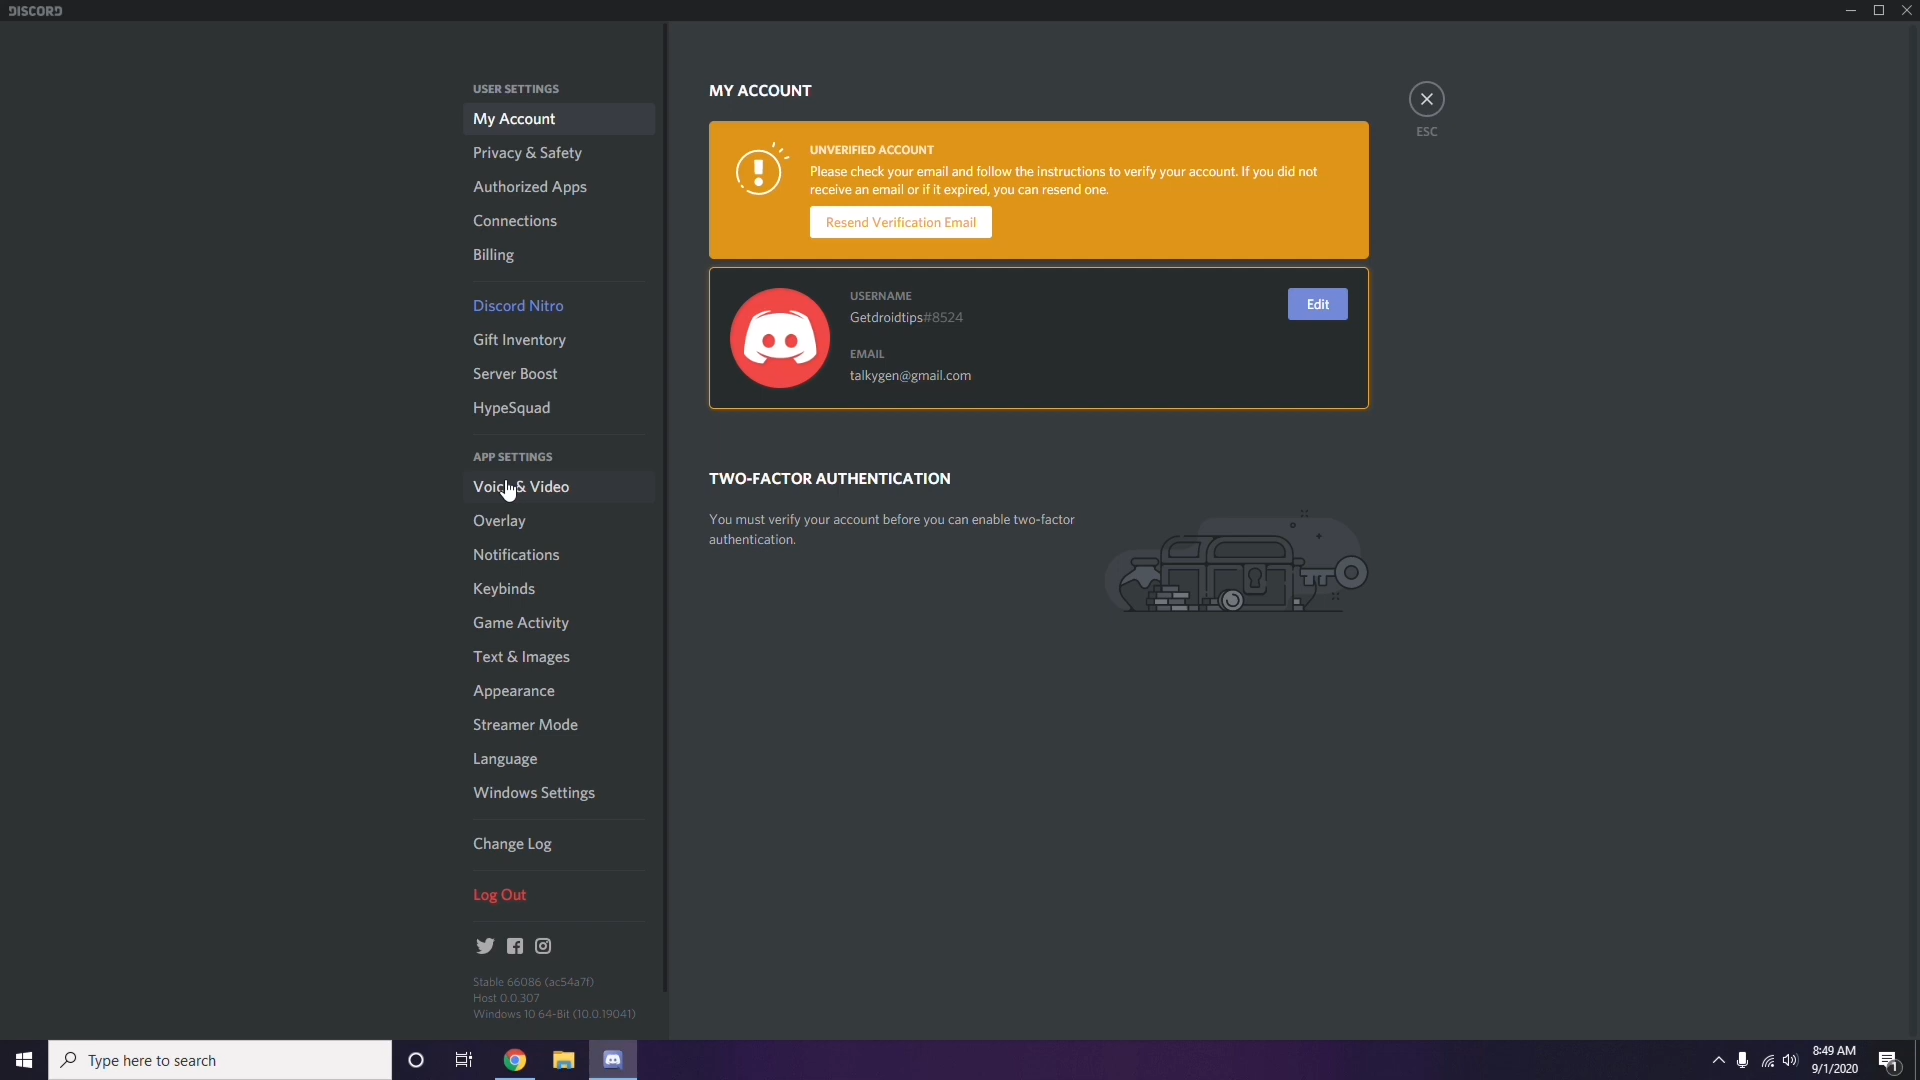 DISCORD
USER SETTINGS
My Account
Privacy & Safety
Authorized Apps
Connections
Billing
Discord Nitro
Gift Inventory
Server Boost
HypeSquad
APP SETTINGS
Voice & Video
Overlay
Notifications
Keybinds
Game Activity
Text & Images
Appearance
Streamer Mode
Language
Windows Settings
Change Log
Log Out
Stable 66086 (ac54a7f)
Host 0.0.307
Windows 10 64-Bit (10.0.19041)
MY ACCOUNT
ESC
UNVERIFIED ACCOUNT
Please check your email and follow the instructions to verify your account. If you did not
receive an email or if it expired, you can resend one.
Resend Verification Email
USERNAME
Getdroidtips#8524
Edit
EMAIL
talkygen@gmail.com
TWO-FACTOR AUTHENTICATION
You must verify your account before you can enable two-factor
authentication.
Type here to search
8:49 AM
9/1/2020
1